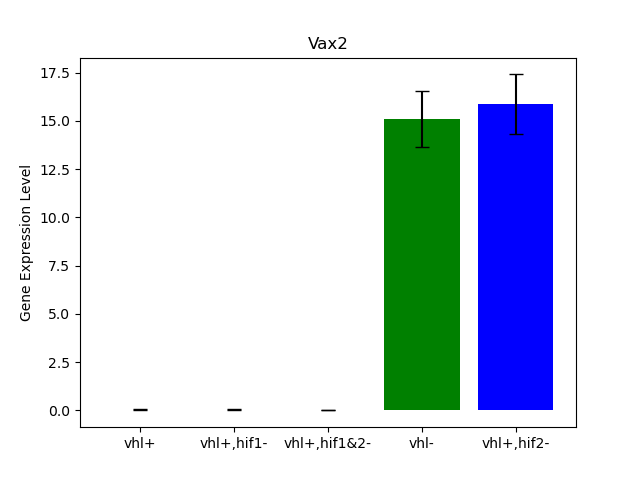 Vax2
Gene Expression Level
17.5
15.0
12.5
10.0
7.5
5.0
2.5
0.0
vhl+ vhl+,hif1- vhl+,hif1&2- vhl- vhl+,hif2-